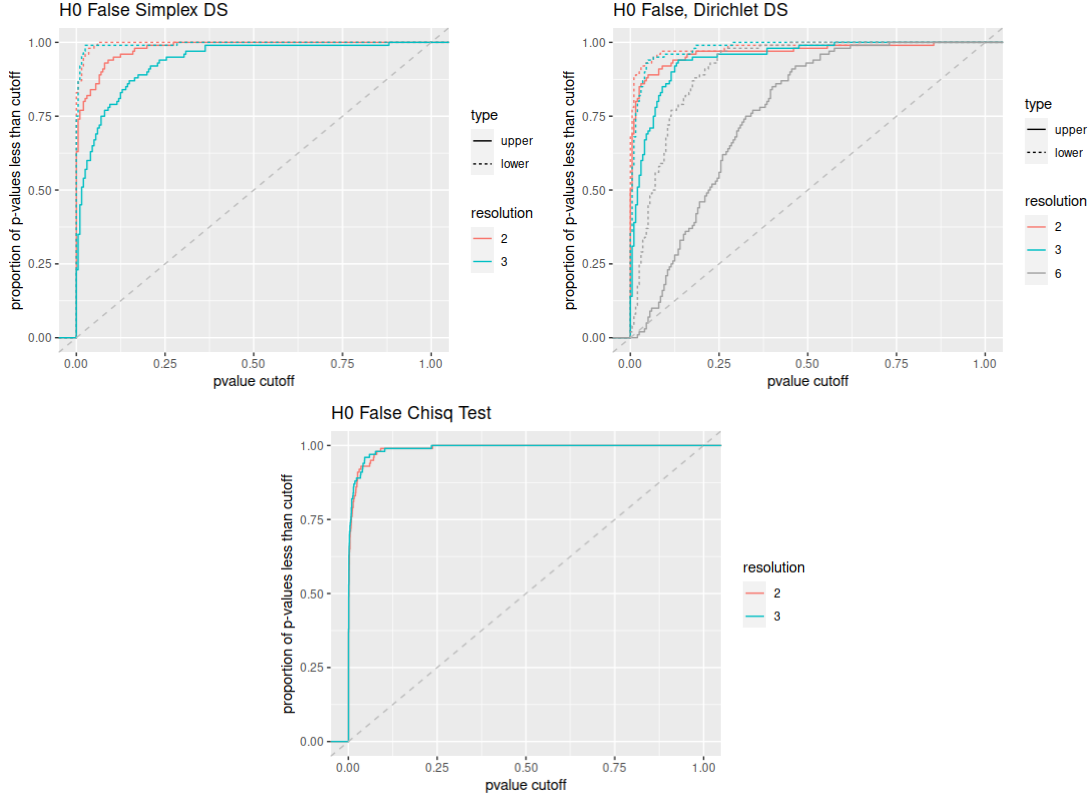 H0 False Simplex DS
proportion of p-values less than cutoff
1.00
0.75
0.50
0.25
0.00
0.00 0.25 0.50 0.75 1.00
pvalue cutoff
type
upper
lower
resolution
2
3
H0 False, Dirichlet DS
proportion of p-values less than cutoff
1.00
0.75
0.50
0.25
0.00
0.00 0.25 0.50 0.75 1.00
pvalue cutoff
type
upper
lower
resolution
2
3
6
H0 False Chisq Test
proportion of p-values less than cutoff
1.00
0.75
0.50
0.25
0.00
0.00 0.25 0.50 0.75 1.00
pvalue cutoff
resolution
2
3